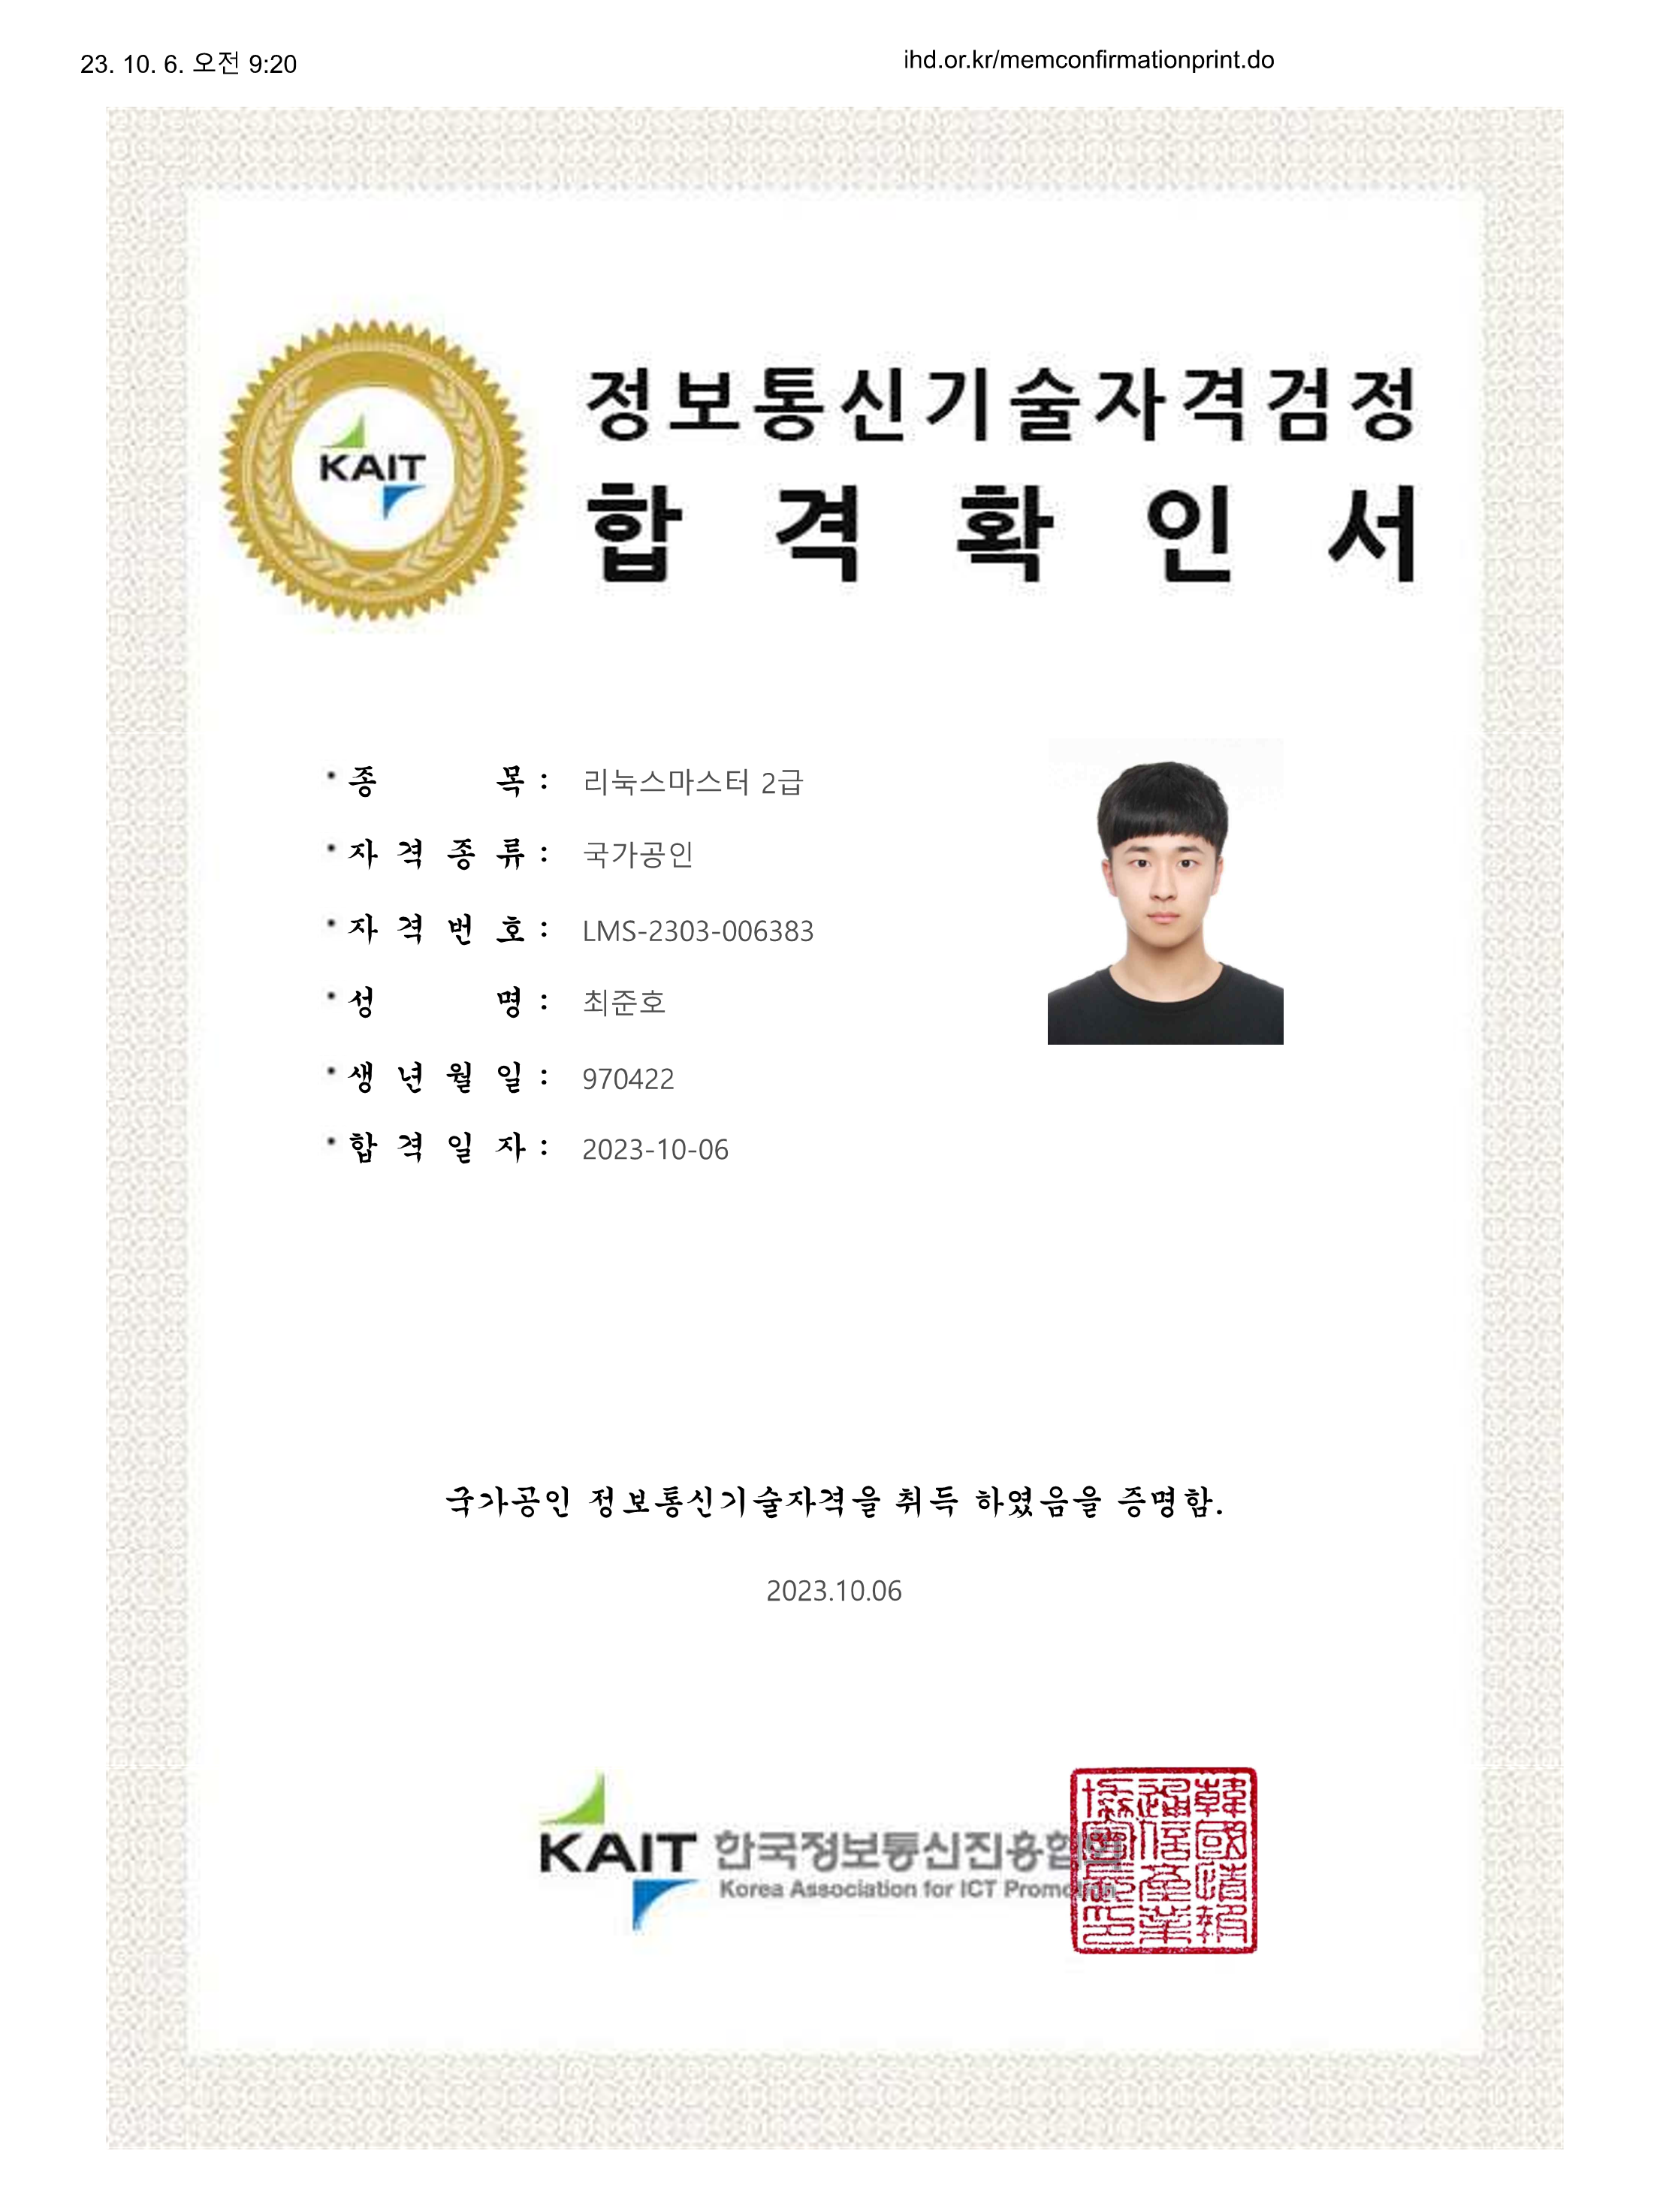 23. 10. 6. 오전 9:20
ihd.or.kr/memconfirmationprint.do
KAIT
정보통신기술자격검정
합격확인서
종 목 : 리눅스마스터 2급
자격종류 : 국가공인
자격번호 : LMS-2303-006383
성 명 : 최준호
생년월일 : 970422
합격일자 : 2023-10-06
국가공인 정보통신기술자격을 취득 하였음을 증명함.
2023.10.06
KAIT 한국정보통신진흥협회
Korea Association for ICT Promotion
韓國情報
通信産業
協會長印